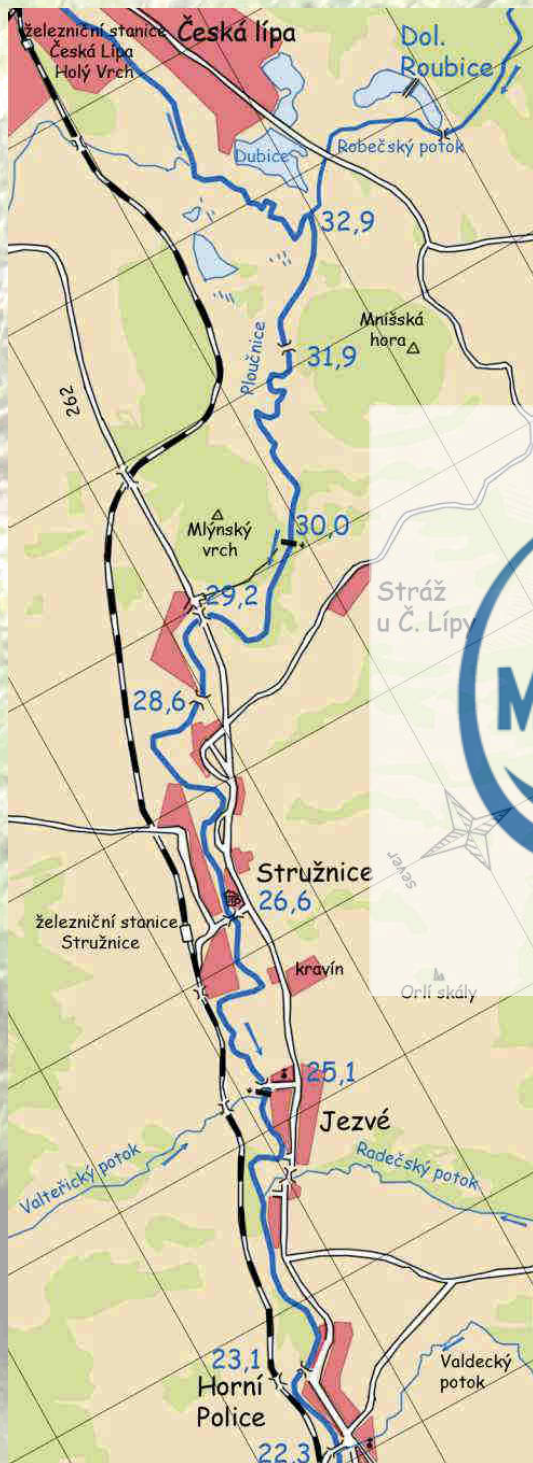 železniční stanice
Česká Lípa
Holý Vrch
Česká lípa
Dol.
Roubice
Dubice
Robečský potok
32,9
Mnišská
hora
31,9
Ploučnice
262
Mlýnský
vrch
30,0
29,2
Stráž
u Č. Lípy
M
28,6
sever
Stružnice
26,6
železniční stanice
Stružnice
kravín
Orlí skály
25,1
Jezvé
Valteřický potok
Radečský potok
23,1
Horní
Police
Valdecký
potok
22,3